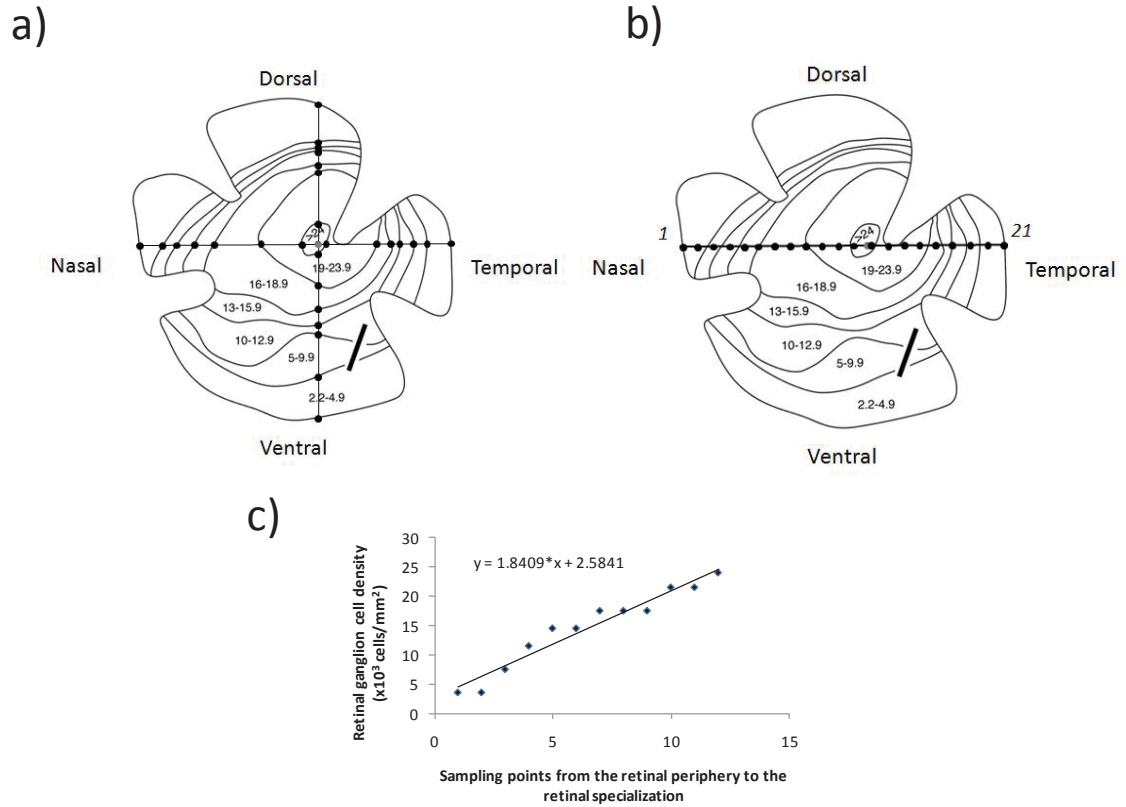 a)
Dorsal
Nasal
Temporal
>24
19-23.9
16-18.9
13-15.9
10-12.9
5-9.9
2.2-4.9
Ventral
b)
Dorsal
1
21
Nasal
Temporal
>24
19-23.9
16-18.9
13-15.9
10-12.9
5-9.9
2.2-4.9
Ventral
c)
Retinal ganglion cell density
(x10³ cells/mm²)
30
25
20
15
10
5
0
y = 1.8409*x + 2.5841
0 5 10 15
Sampling points from the retinal periphery to the
retinal specialization